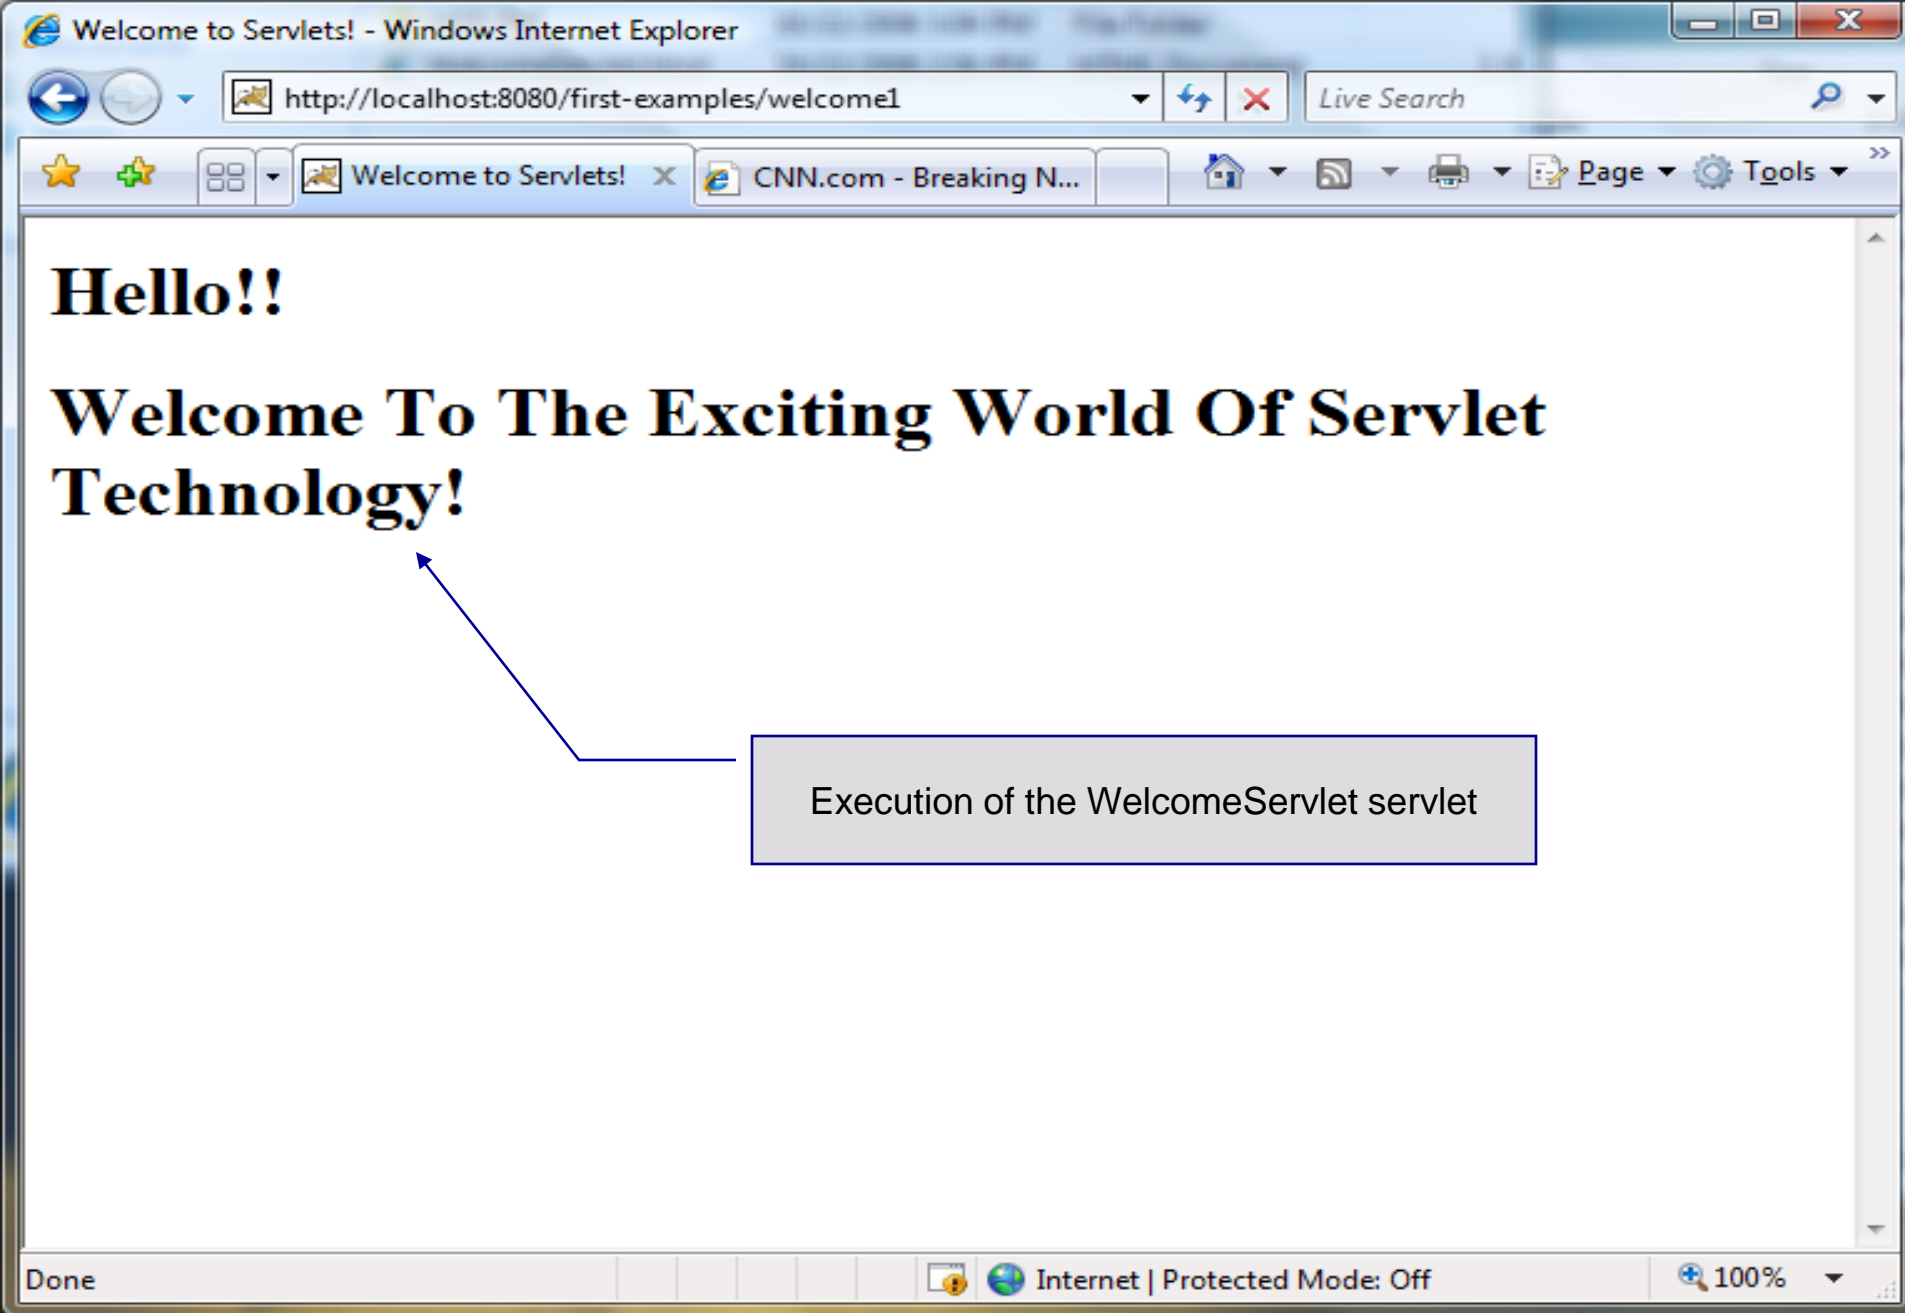 Welcome to Servlets! - Windows Internet Explorer
http://localhost:8080/first-examples/welcome1
Live Search
Welcome to Servlets!
CNN.com - Breaking N...
Page
Tools
Hello!!
Welcome To The Exciting World Of Servlet
Technology!
Execution of the WelcomeServlet servlet
Done
Internet | Protected Mode: Off
100%